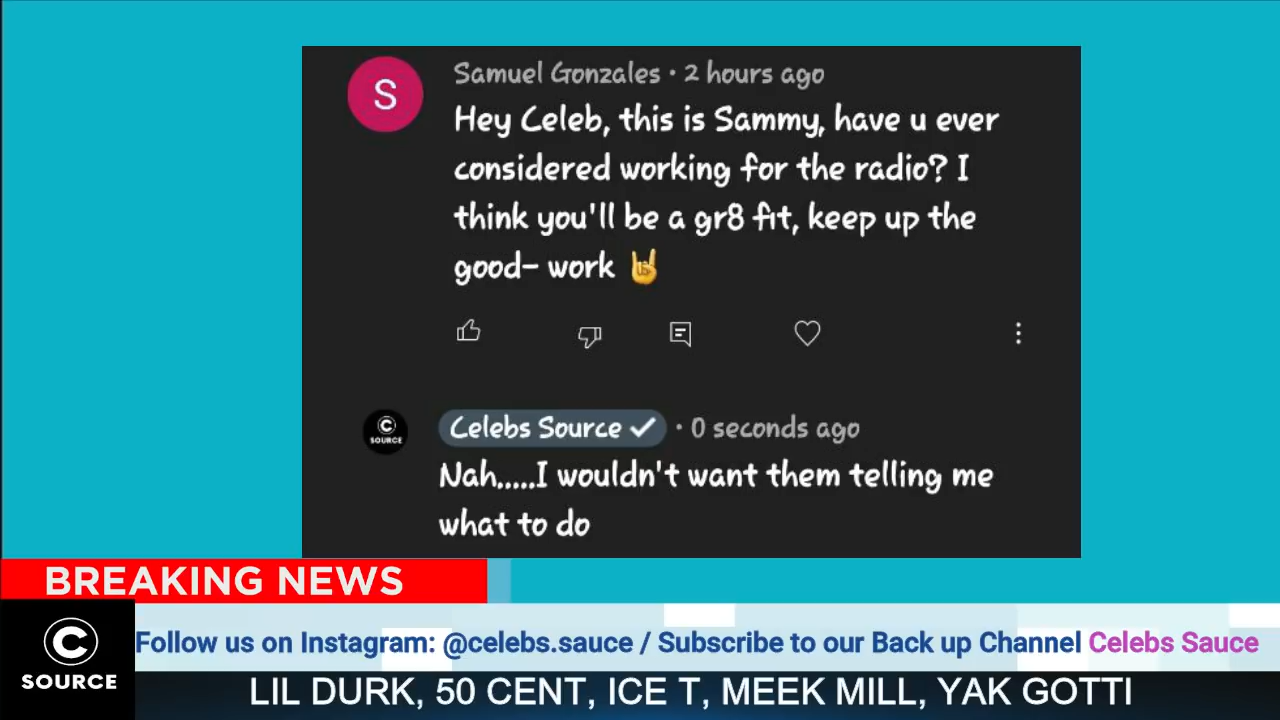 S
Samuel Gonzales • 2 hours ago
Hey Celeb, this is Sammy, have u ever
considered working for the radio? I
think you'll be a gr8 fit, keep up the
good- work 🤘
C
SOURCE
Celebs Source ✓ • 0 seconds ago
Nah.....I wouldn't want them telling me
what to do
BREAKING NEWS
C
SOURCE
Follow us on Instagram: @celebs.sauce / Subscribe to our Back up Channel Celebs Sauce
LIL DURK, 50 CENT, ICE T, MEEK MILL, YAK GOTTI